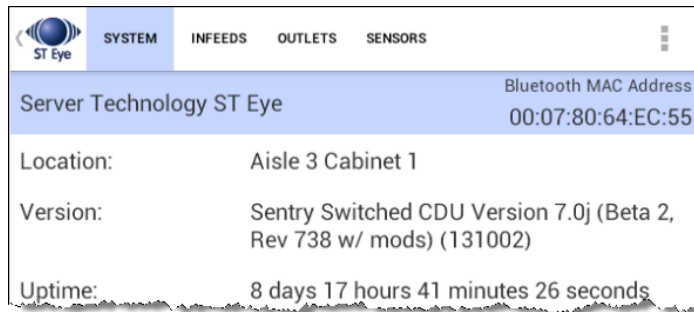 ST Eye
SYSTEM INFEEDS OUTLETS SENSORS
Server Technology ST Eye
Bluetooth MAC Address
00:07:80:64:EC:55
Location: Aisle 3 Cabinet 1
Version: Sentry Switched CDU Version 7.0j (Beta 2,
Rev 738 w/ mods) (131002)
Uptime: 8 days 17 hours 41 minutes 26 seconds